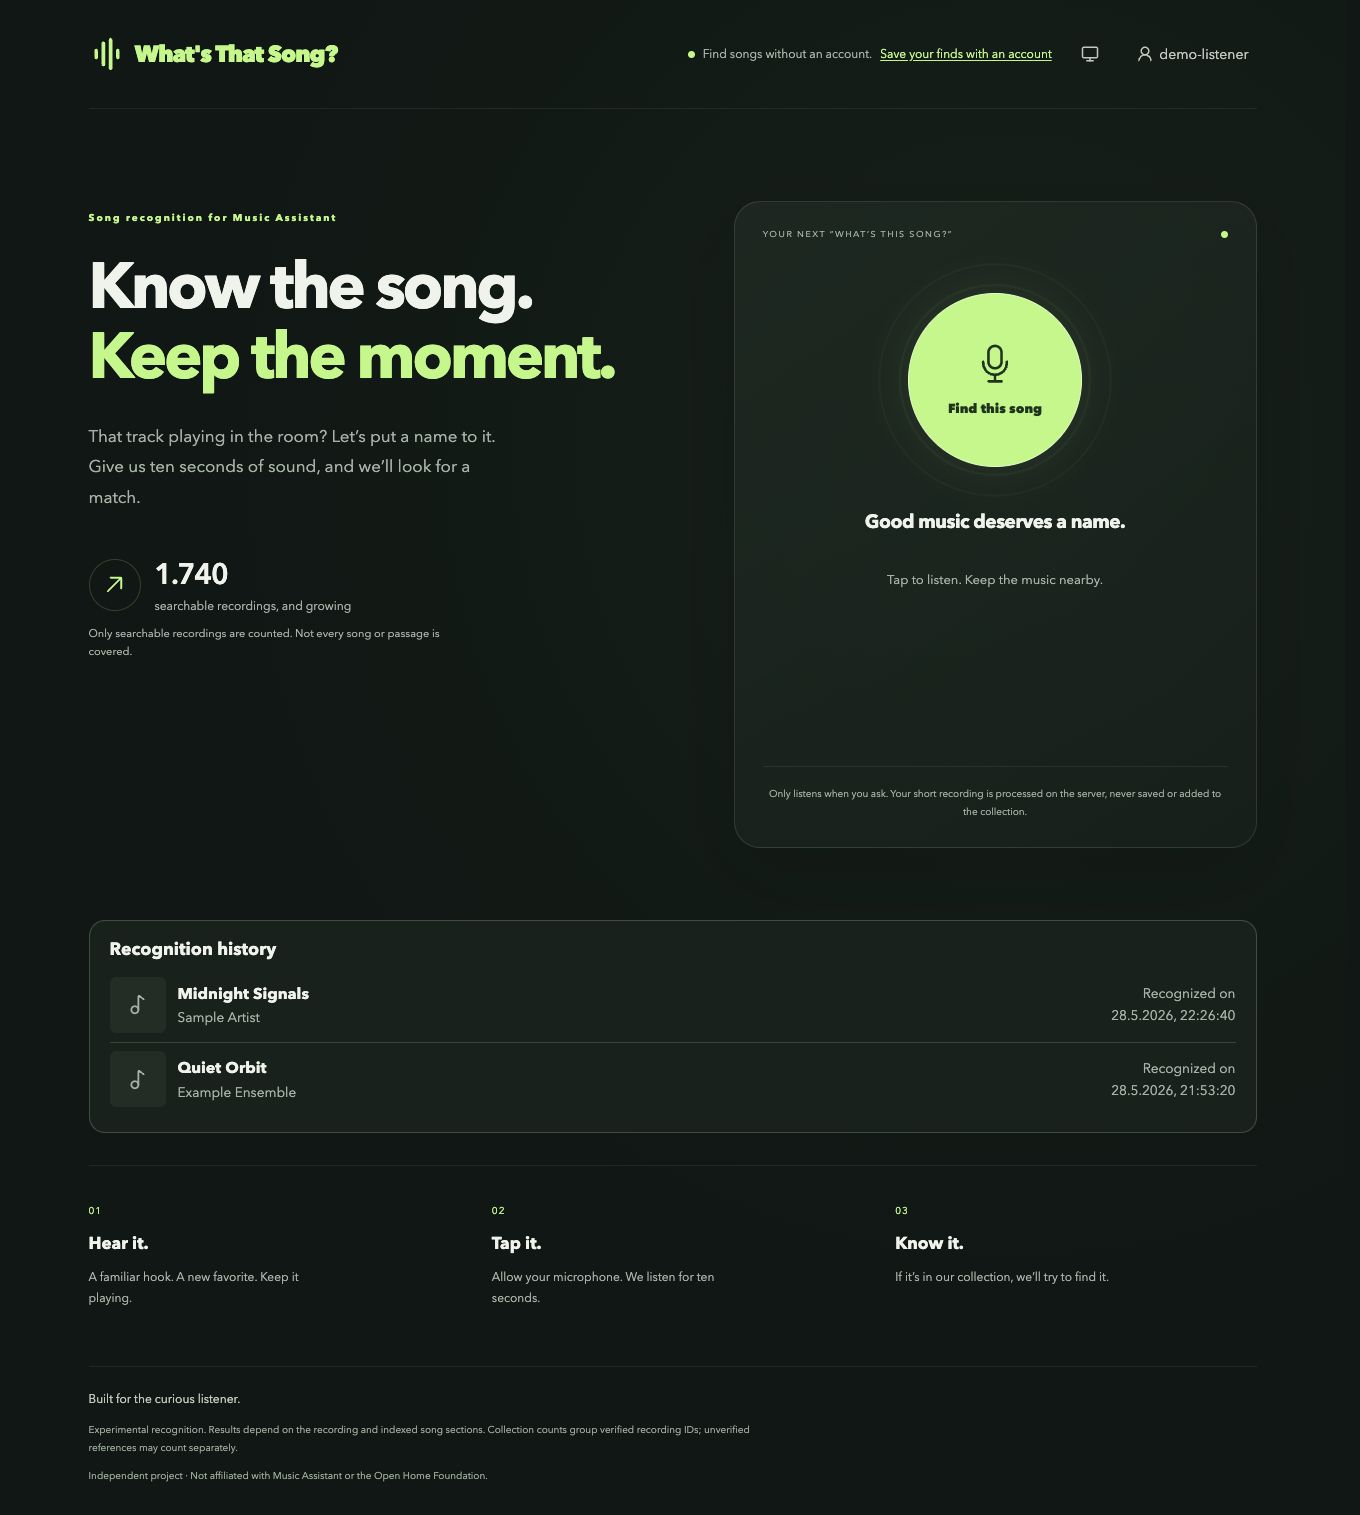 What's That Song?
Find songs without an account. Save your finds with an account
demo-listener
Song recognition for Music Assistant
Know the song.
Keep the moment.
That track playing in the room? Let’s put a name to it.
Give us ten seconds of sound, and we’ll look for a
match.
1.740
searchable recordings, and growing
Only searchable recordings are counted. Not every song or passage is
covered.
YOUR NEXT “WHAT’S THIS SONG?”
Find this song
Good music deserves a name.
Tap to listen. Keep the music nearby.
Only listens when you ask. Your short recording is processed on the server, never saved or added to
the collection.
Recognition history
Midnight Signals
Sample Artist
Recognized on
28.5.2026, 22:26:40
Quiet Orbit
Example Ensemble
Recognized on
28.5.2026, 21:53:20
01
Hear it.
A familiar hook. A new favorite. Keep it
playing.
02
Tap it.
Allow your microphone. We listen for ten
seconds.
03
Know it.
If it’s in our collection, we’ll try to find it.
Built for the curious listener.
Experimental recognition. Results depend on the recording and indexed song sections. Collection counts group verified recording IDs; unverified
references may count separately.
Independent project · Not affiliated with Music Assistant or the Open Home Foundation.